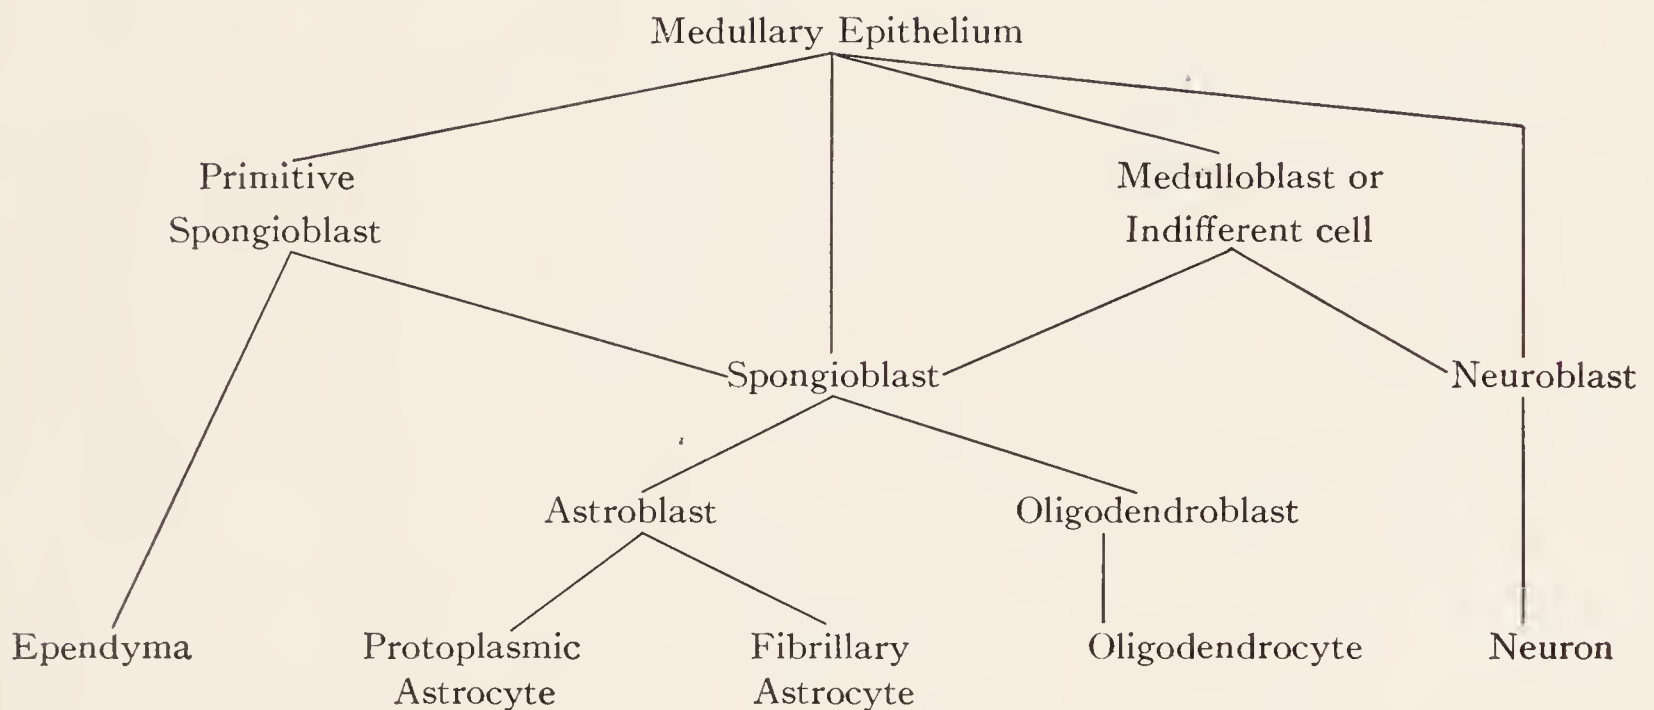 Medullary Epithelium
Primitive
Spongioblast
Medulloblast or
Indifferent cell
Spongioblast
Neuroblast
Astroblast
Oligodendroblast
Ependyma
Protoplasmic
Astrocyte
Fibrillary
Astrocyte
Oligodendrocyte
Neuron